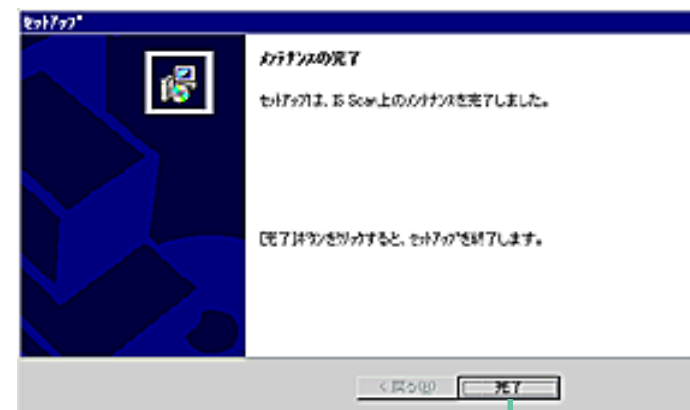 セットアップ
メンテナンスの完了
セットアップは、IS Scan上のメンテナンスを完了しました。
[完了]ボタンをクリックすると、セットアップを終了します。
< 戻る(B)
完了